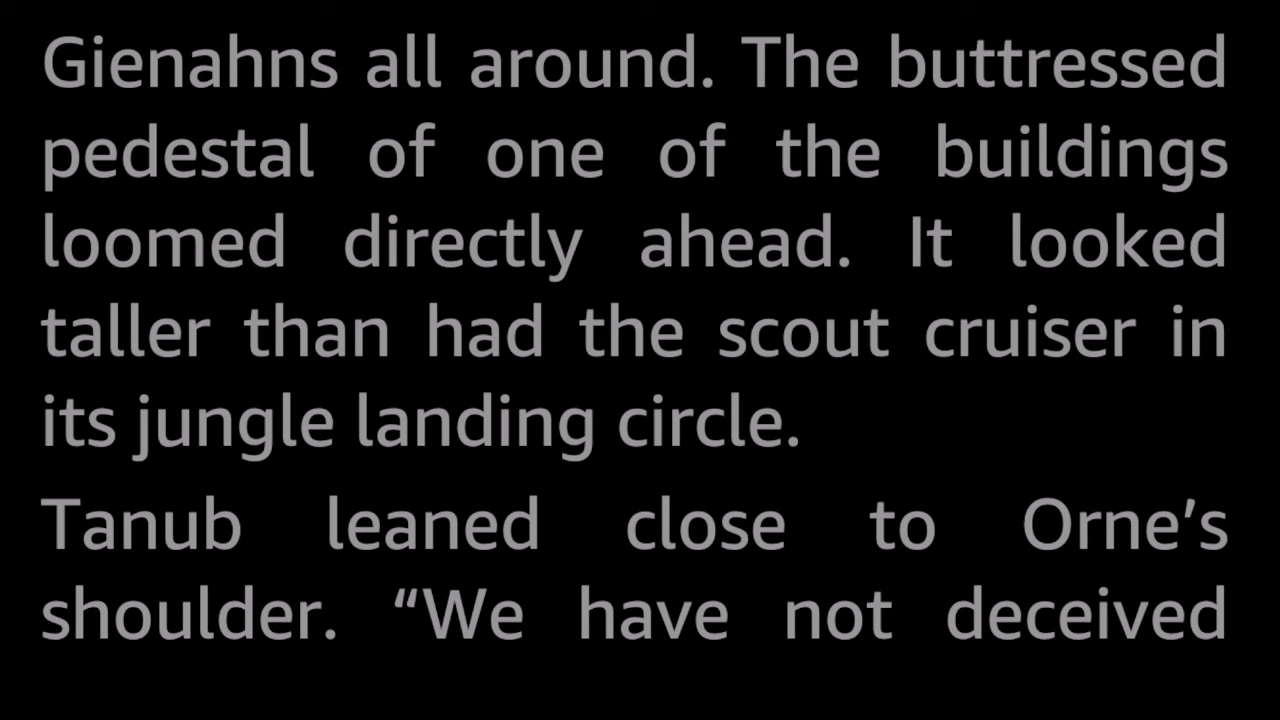 Gienahns all around. The buttressed
pedestal of one of the buildings
loomed directly ahead. It looked
taller than had the scout cruiser in
its jungle landing circle.
Tanub leaned close to Orne’s
shoulder. “We have not deceived